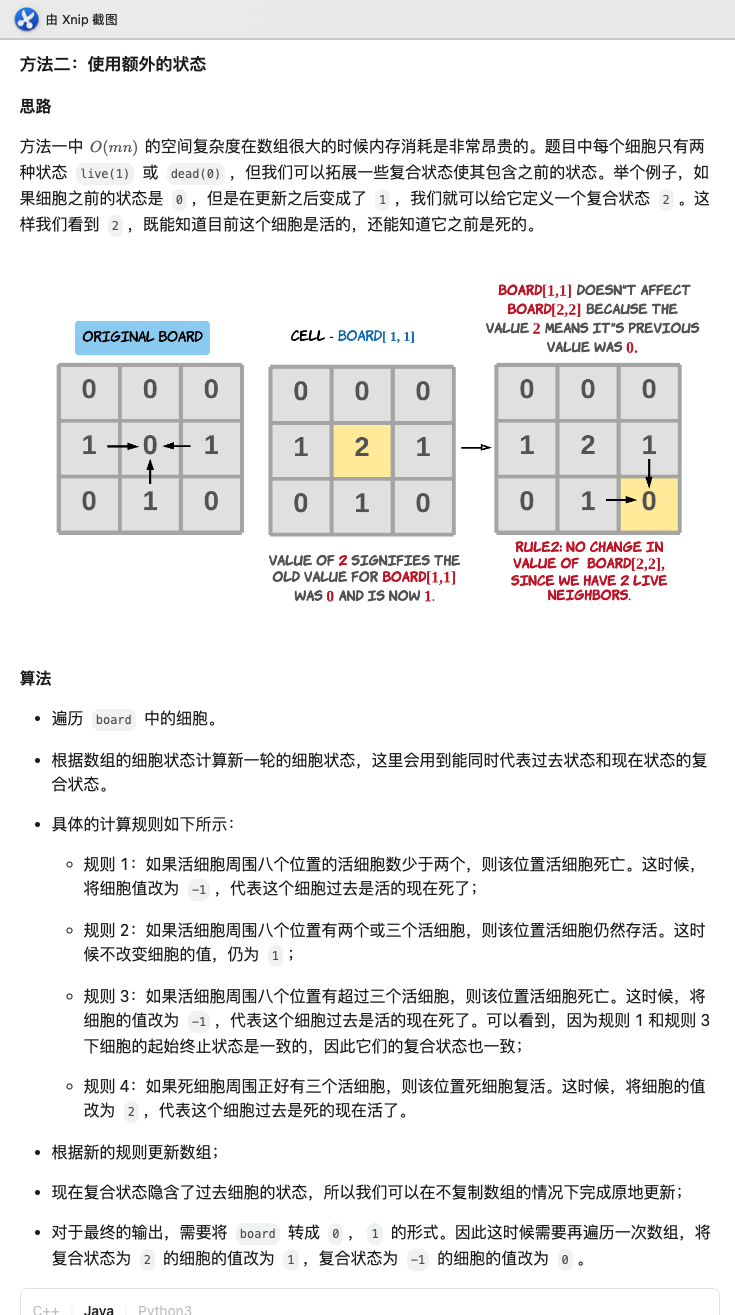 由 Xnip 截图
方法二：使用额外的状态
思路
方法一中 O(mn) 的空间复杂度在数组很大的时候内存消耗是非常昂贵的。题目中每个细胞只有两
种状态 live(1) 或 dead(0) ，但我们可以拓展一些复合状态使其包含之前的状态。举个例子，如
果细胞之前的状态是 0 ，但是在更新之后变成了 1 ，我们就可以给它定义一个复合状态 2 。这
样我们看到 2 ，既能知道目前这个细胞是活的，还能知道它之前是死的。
ORIGINAL BOARD
0 0 0
1 0 1
0 1 0
CELL - BOARD[ 1, 1]
0 0 0
1 2 1
0 1 0
VALUE OF 2 SIGNIFIES THE
OLD VALUE FOR BOARD[1,1]
WAS 0 AND IS NOW 1.
BOARD[1,1] DOESN"T AFFECT
BOARD[2,2] BECAUSE THE
VALUE 2 MEANS IT"S PREVIOUS
VALUE WAS 0.
0 0 0
1 2 1
0 1 0
RULE2: NO CHANGE IN
VALUE OF BOARD[2,2],
SINCE WE HAVE 2 LIVE
NEIGHBORS.
算法
• 遍历 board 中的细胞。
• 根据数组的细胞状态计算新一轮的细胞状态，这里会用到能同时代表过去状态和现在状态的复
合状态。
• 具体的计算规则如下所示：
◦ 规则 1：如果活细胞周围八个位置的活细胞数少于两个，则该位置活细胞死亡。这时候，
将细胞值改为 -1 ，代表这个细胞过去是活的现在死了；
◦ 规则 2：如果活细胞周围八个位置有两个或三个活细胞，则该位置活细胞仍然存活。这时
候不改变细胞的值，仍为 1 ；
◦ 规则 3：如果活细胞周围八个位置有超过三个活细胞，则该位置活细胞死亡。这时候，将
细胞的值改为 -1 ，代表这个细胞过去是活的现在死了。可以看到，因为规则 1 和规则 3
下细胞的起始终止状态是一致的，因此它们的复合状态也一致；
◦ 规则 4：如果死细胞周围正好有三个活细胞，则该位置死细胞复活。这时候，将细胞的值
改为 2 ，代表这个细胞过去是死的现在活了。
• 根据新的规则更新数组；
• 现在复合状态隐含了过去细胞的状态，所以我们可以在不复制数组的情况下完成原地更新；
• 对于最终的输出，需要将 board 转成 0 ， 1 的形式。因此这时候需要再遍历一次数组，将
复合状态为 2 的细胞的值改为 1 ，复合状态为 -1 的细胞的值改为 0 。
C++ Java Python3